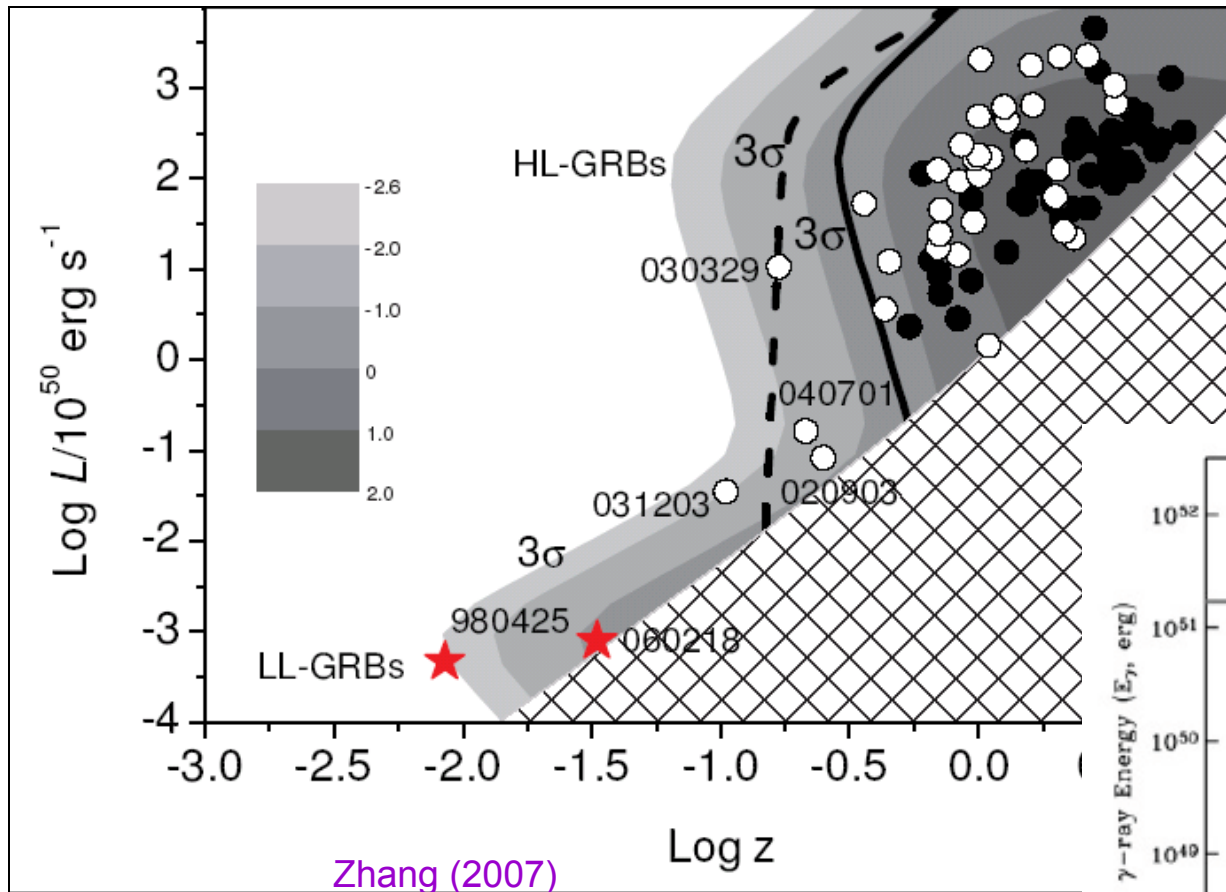 3
2
1
0
-1
-2
-3
-4
Log L/10^50 erg s^-1
-2.6
-2.0
-1.0
0
1.0
2.0
HL-GRBs
3σ
3σ
030329
040701
020903
031203
3σ
980425
060218
LL-GRBs
-3.0 -2.5 -2.0 -1.5 -1.0 -0.5 0.0
Log z
Zhang (2007)
10^52
10^51
10^50
10^49
γ-ray Energy (Eγ, erg)